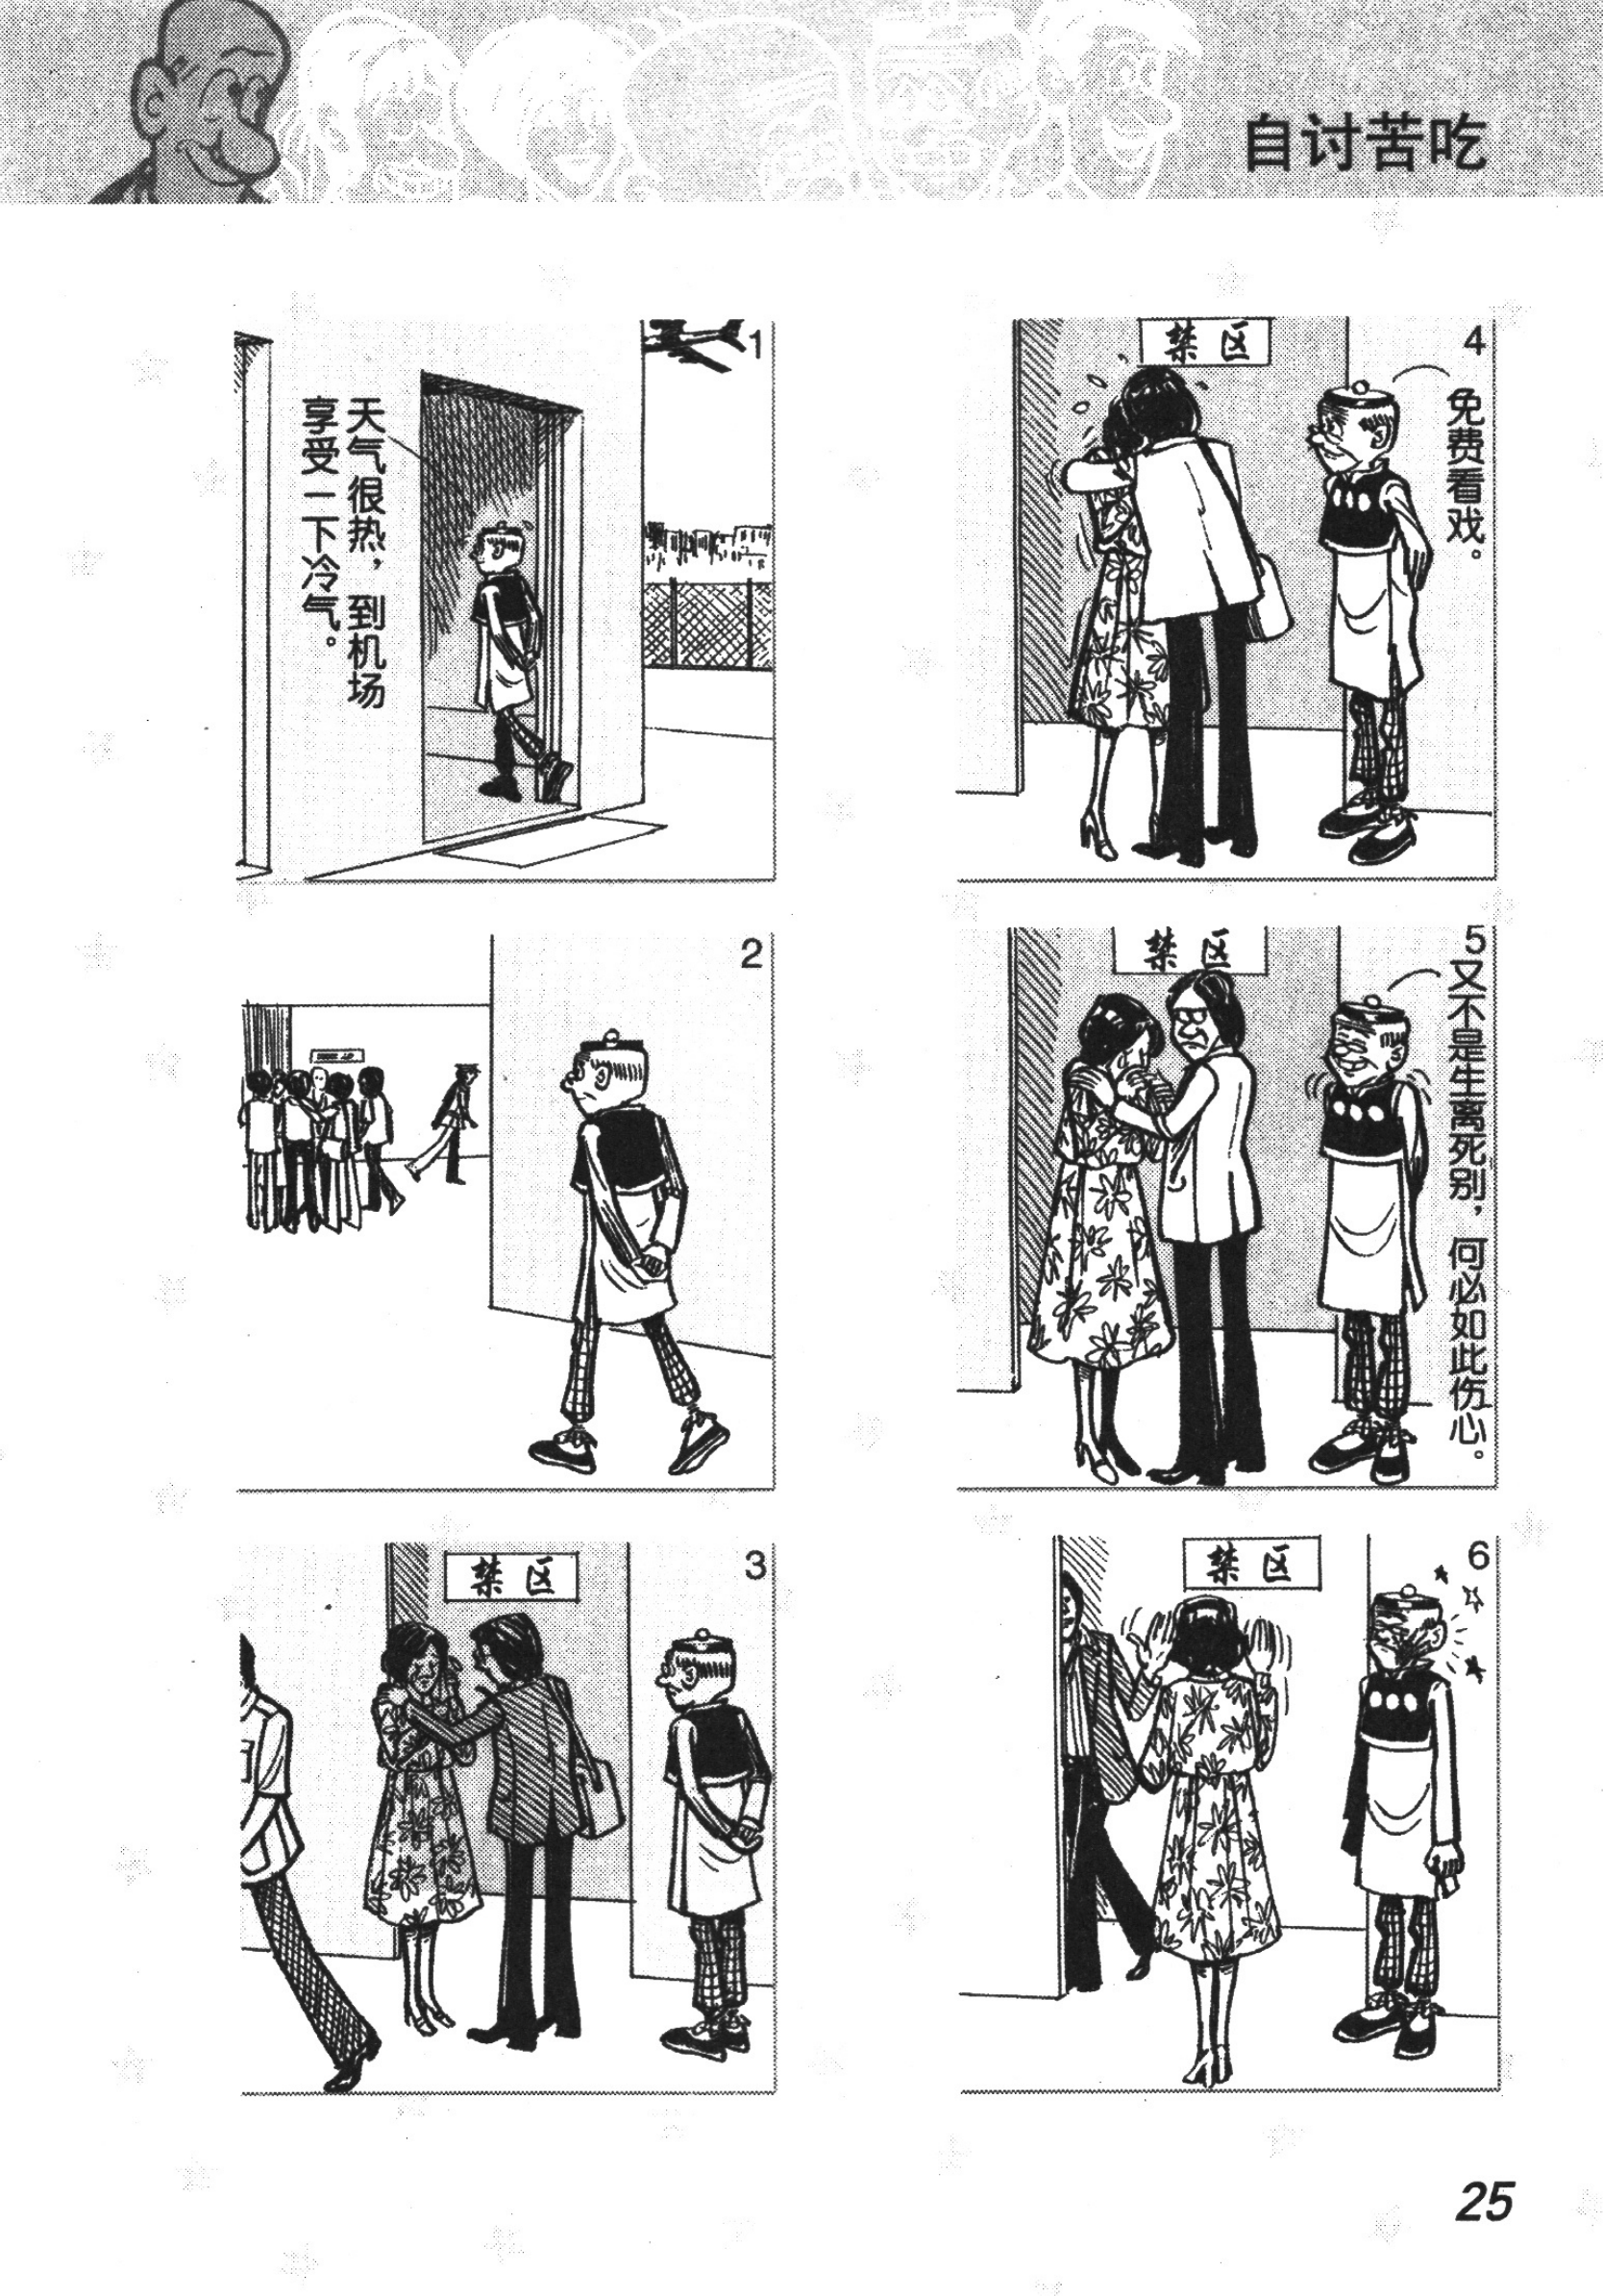 自讨苦吃
1
天气很热，到机场
享受一下冷气。
2
3
禁区
4
禁区
免费看戏。
5
禁区
又不是生离死别，何必如此伤心。
6
禁区
25